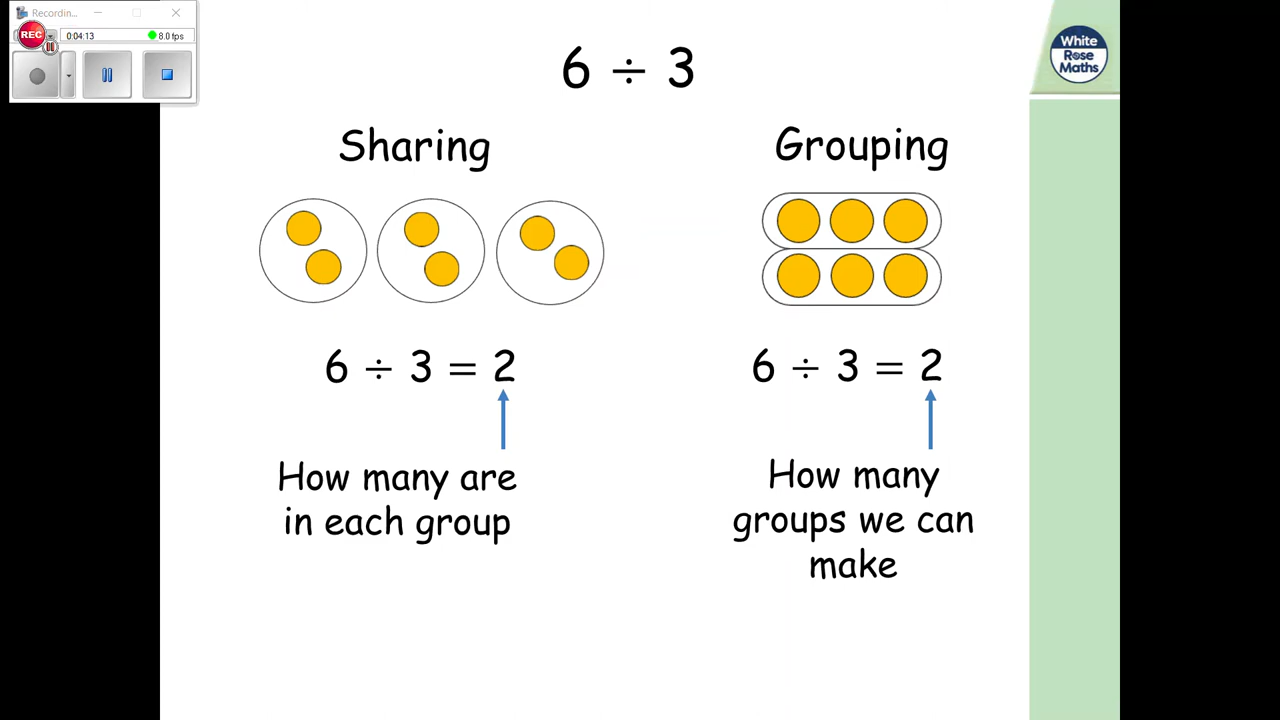 Recordin...
REC
0:04:13
8.0 fps
6 ÷ 3
White
Rose
Maths
Sharing
Grouping
6 ÷ 3 = 2
6 ÷ 3 = 2
How many are
in each group
How many
groups we can
make